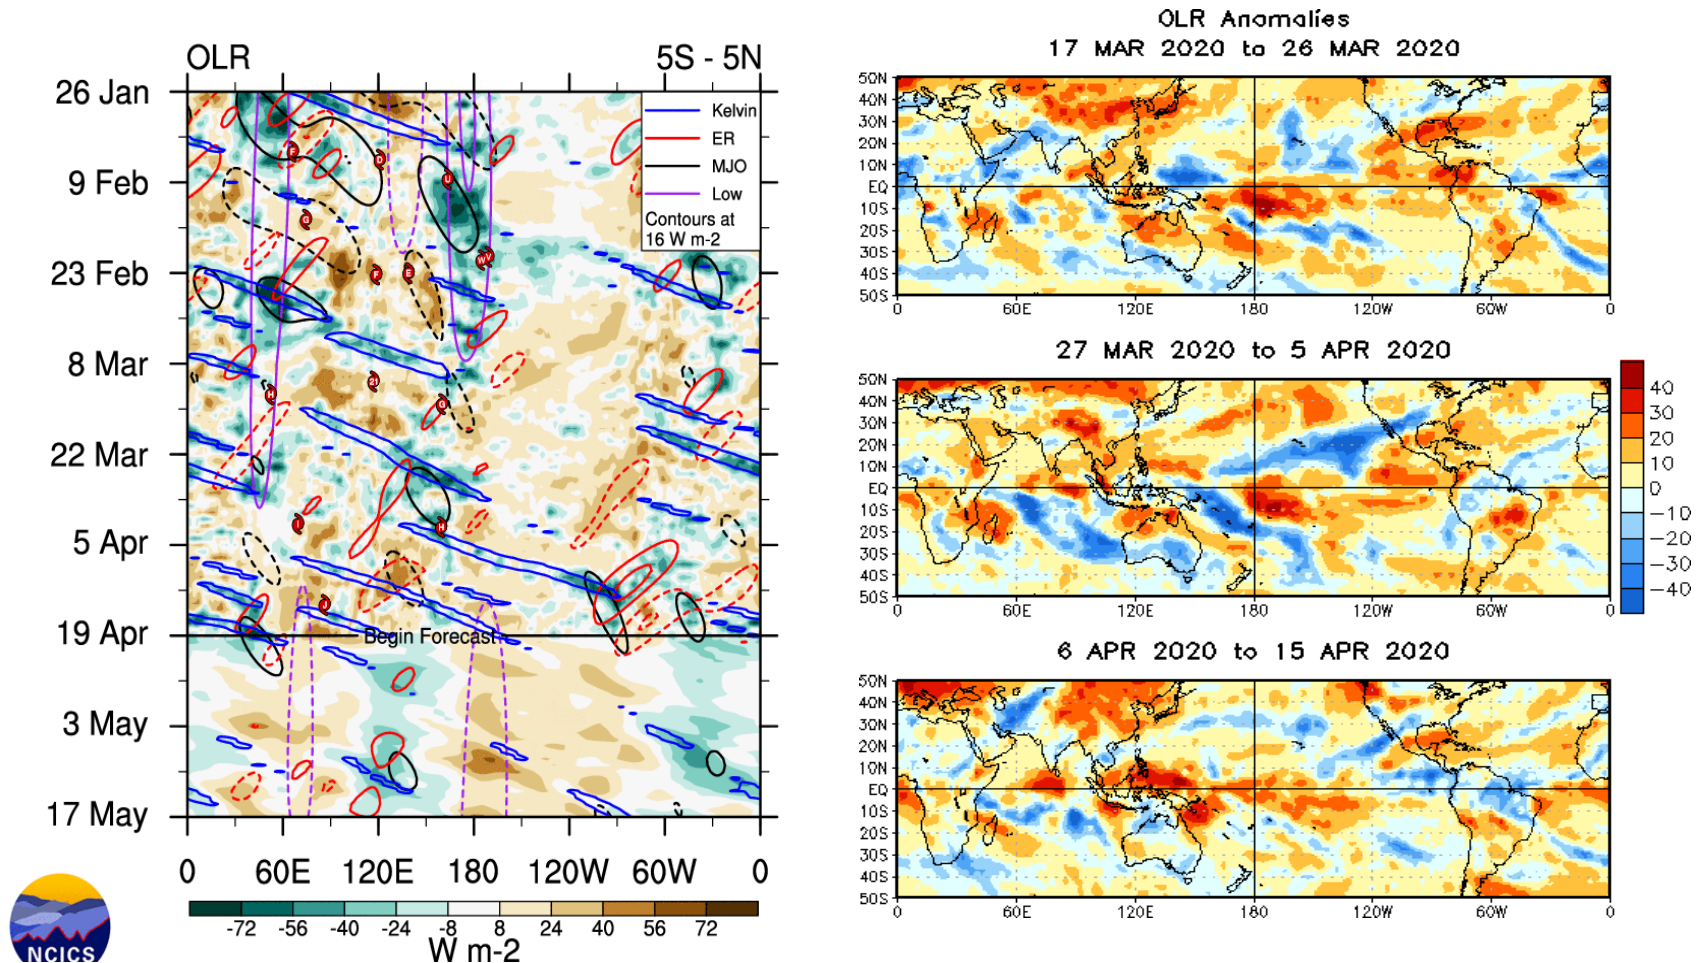 OLR 5S - 5N
26 Jan
9 Feb
23 Feb
8 Mar
22 Mar
5 Apr
19 Apr
3 May
17 May
Kelvin
ER
MJO
Low
Contours at
16 W m-2
F
D
U
G
W V
F E
21
H
G
H
I
J
Begin Forecast
0 60E 120E 180 120W 60W 0
-72 -56 -40 -24 -8 8 24 40 56 72
W m-2
NCICS
OLR Anomalies
17 MAR 2020 to 26 MAR 2020
50N
40N
30N
20N
10N
EQ
10S
20S
30S
40S
50S
0 60E 120E 180 120W 60W 0
27 MAR 2020 to 5 APR 2020
50N
40N
30N
20N
10N
EQ
10S
20S
30S
40S
50S
0 60E 120E 180 120W 60W 0
6 APR 2020 to 15 APR 2020
50N
40N
30N
20N
10N
EQ
10S
20S
30S
40S
50S
0 60E 120E 180 120W 60W 0
40
30
20
10
0
-10
-20
-30
-40